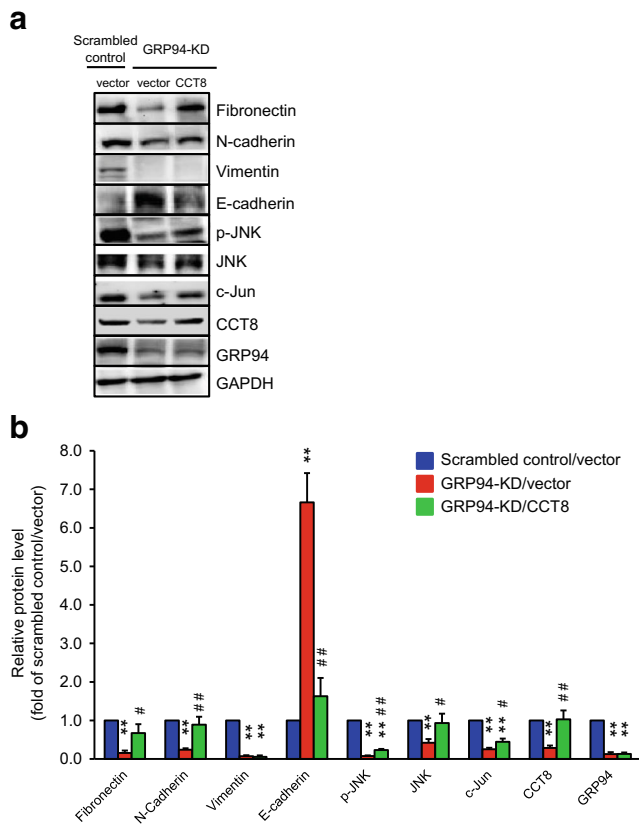 a
Scrambled control
GRP94-KD
vector vector CCT8
Fibronectin
N-cadherin
Vimentin
E-cadherin
p-JNK
JNK
c-Jun
CCT8
GRP94
GAPDH
b
Relative protein level
(fold of scrambled control/vector)
8.0
7.0
6.0
5.0
4.0
3.0
2.0
1.0
0.0
Scrambled control/vector
GRP94-KD/vector
GRP94-KD/CCT8
** #
** ##
** **
** ##
** **##
** #
** **#
** ##
** **
Fibronectin
N-Cadherin
Vimentin
E-cadherin
p-JNK
JNK
c-Jun
CCT8
GRP94